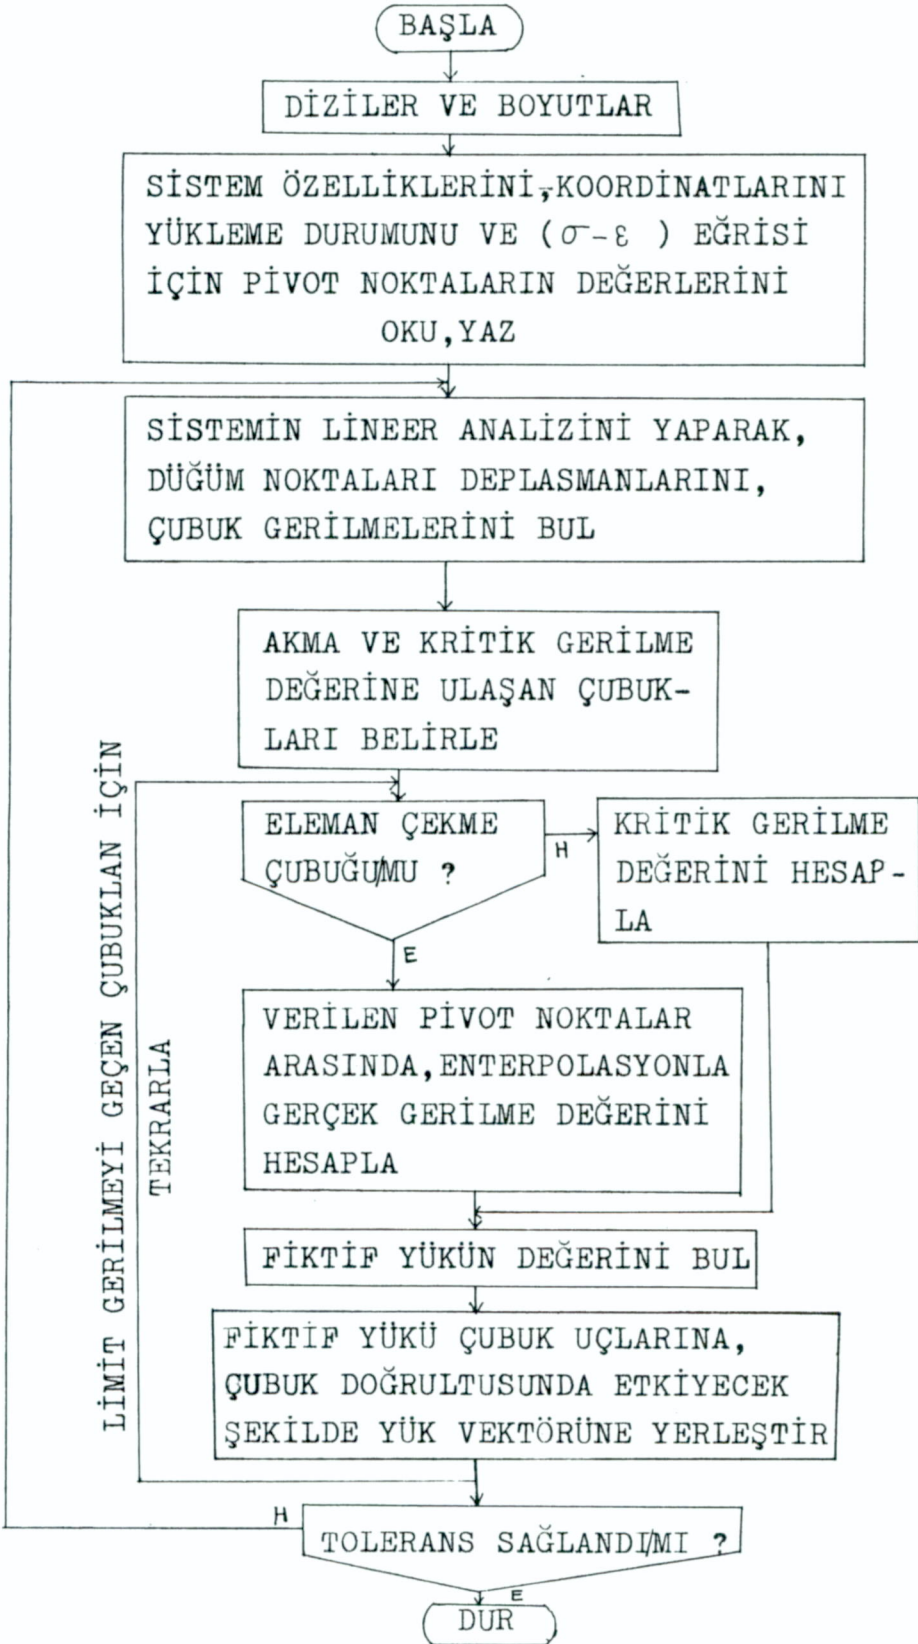 BAŞLA
DİZİLER VE BOYUTLAR
SİSTEM ÖZELLİKLERİNİ,KOORDİNATLARINI
YÜKLEME DURUMUNU VE (σ-ε ) EĞRİSİ
İÇİN PİVOT NOKTALARIN DEĞERLERİNİ
OKU,YAZ
SİSTEMİN LİNEER ANALİZİNİ YAPARAK,
DÜĞÜM NOKTALARI DEPLASMANLARINI,
ÇUBUK GERİLMELERİNİ BUL
AKMA VE KRİTİK GERİLME
DEĞERİNE ULAŞAN ÇUBUK-
LARI BELİRLE
LİMİT GERİLMEYİ GEÇEN ÇUBUKLAN İÇİN
TEKRARLA
ELEMAN ÇEKME
ÇUBUĞU/MU ?
H
KRİTİK GERİLME
DEĞERİNİ HESAP-
LA
E
VERİLEN PİVOT NOKTALAR
ARASINDA,ENTERPOLASYONLA
GERÇEK GERİLME DEĞERİNİ
HESAPLA
FİKTİF YÜKÜN DEĞERİNİ BUL
FİKTİF YÜKÜ ÇUBUK UÇLARINA,
ÇUBUK DOĞRULTUSUNDA ETKİYECEK
ŞEKİLDE YÜK VEKTÖRÜNE YERLEŞTİR
H
TOLERANS SAĞLANDI/MI ?
E
DUR